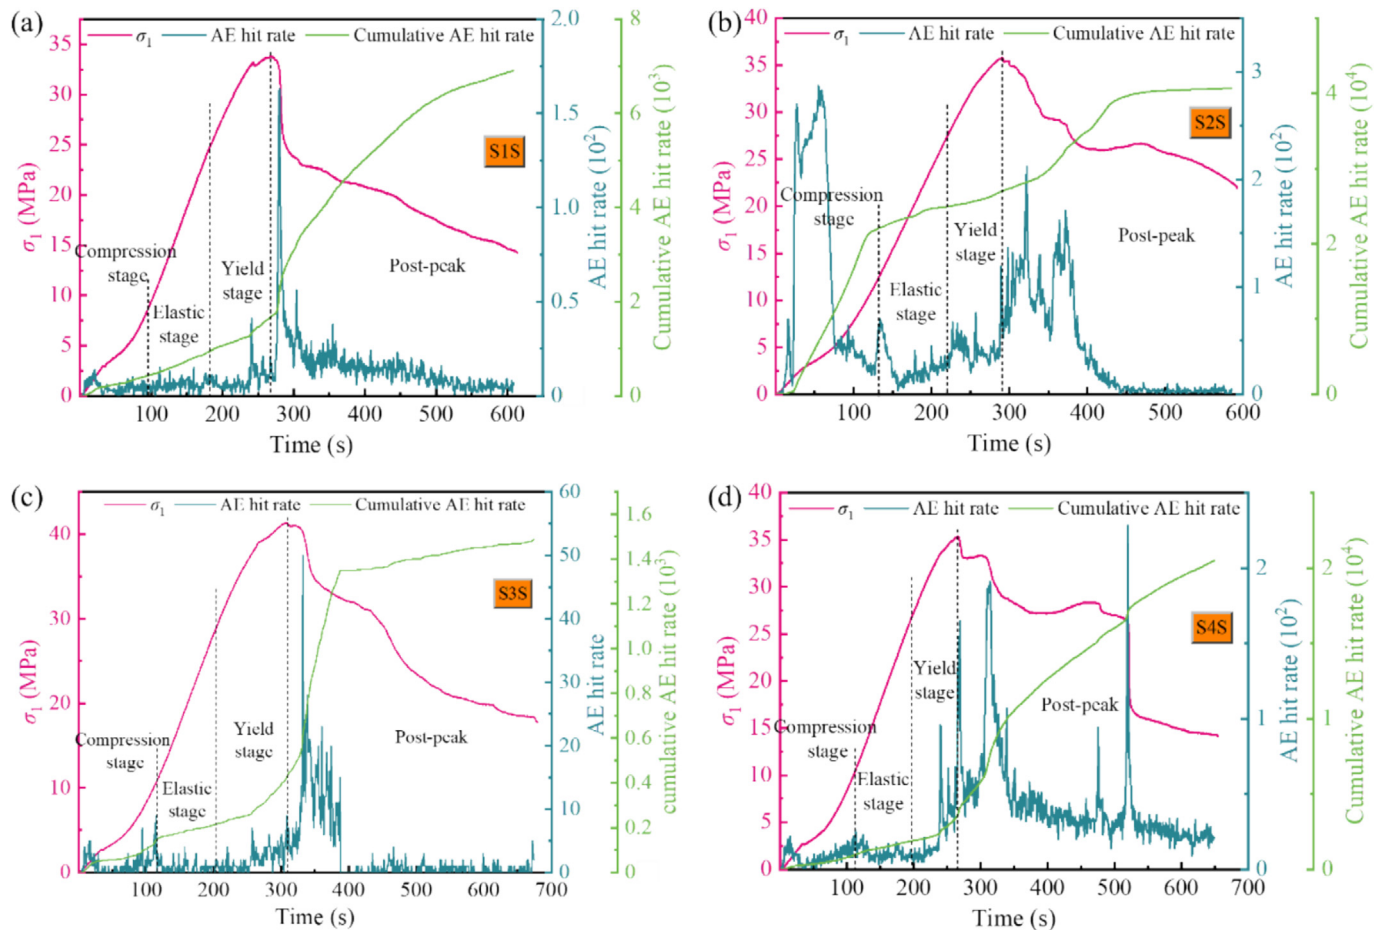 (a)
σ1
AE hit rate
Cumulative AE hit rate
35
30
25
20
15
10
5
0
σ1 (MPa)
Compression
stage
Elastic
stage
Yield
stage
Post-peak
S1S
100 200 300 400 500 600
Time (s)
2.0
1.5
1.0
0.5
0
AE hit rate (10²)
8
6
4
2
0
Cumulative AE hit rate (10³)
(b)
σ1
AE hit rate
Cumulative AE hit rate
40
35
30
25
20
15
10
5
0
σ1 (MPa)
Compression
stage
Elastic
stage
Yield
stage
Post-peak
S2S
100 200 300 400 500 600
Time (s)
3
2
1
0
AE hit rate (10²)
4
2
0
Cumulative AE hit rate (10⁴)
(c)
σ1
AE hit rate
Cumulative AE hit rate
40
30
20
10
0
σ1 (MPa)
Compression
stage
Elastic
stage
Yield
stage
Post-peak
S3S
100 200 300 400 500 600 700
Time (s)
60
50
40
30
20
10
0
AE hit rate
1.6
1.4
1.2
1.0
0.8
0.6
0.4
0.2
0.0
cumulative AE hit rate (10³)
(d)
σ1
AE hit rate
Cumulative AE hit rate
40
35
30
25
20
15
10
5
0
σ1 (MPa)
Compression
stage
Elastic
stage
Yield
stage
Post-peak
S4S
100 200 300 400 500 600 700
Time (s)
2
1
0
AE hit rate (10²)
2
1
0
Cumulative AE hit rate (10⁴)